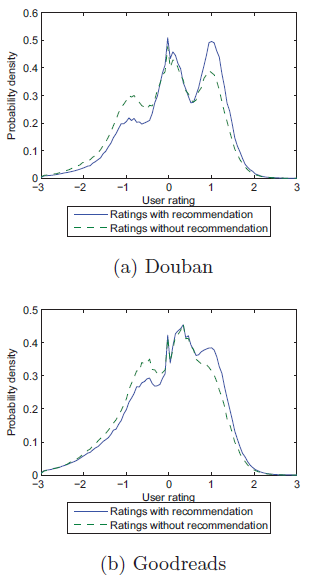 0.6
0.5
0.4
0.3
0.2
0.1
0
Probability density
−3 −2 −1 0 1 2 3
User rating
Ratings with recommendation
Ratings without recommendation
(a) Douban
0.5
0.4
0.3
0.2
0.1
0
Probability density
−3 −2 −1 0 1 2 3
User rating
Ratings with recommendation
Ratings without recommendation
(b) Goodreads